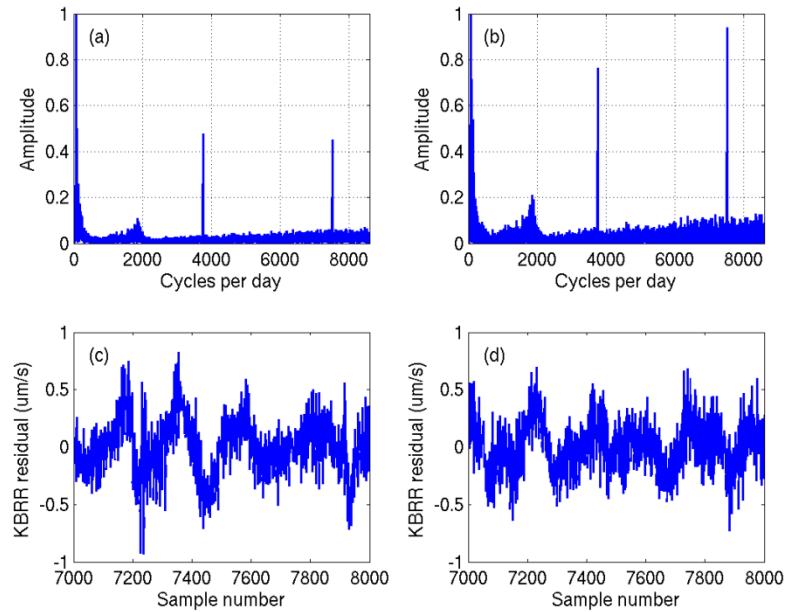 (a)
Amplitude
1
0.8
0.6
0.4
0.2
0
0 2000 4000 6000 8000
Cycles per day
(b)
Amplitude
1
0.8
0.6
0.4
0.2
0
0 2000 4000 6000 8000
Cycles per day
(c)
KBRR residual (um/s)
1
0.5
0
-0.5
-1
7000 7200 7400 7600 7800 8000
Sample number
(d)
KBRR residual (um/s)
1
0.5
0
-0.5
-1
7000 7200 7400 7600 7800 8000
Sample number